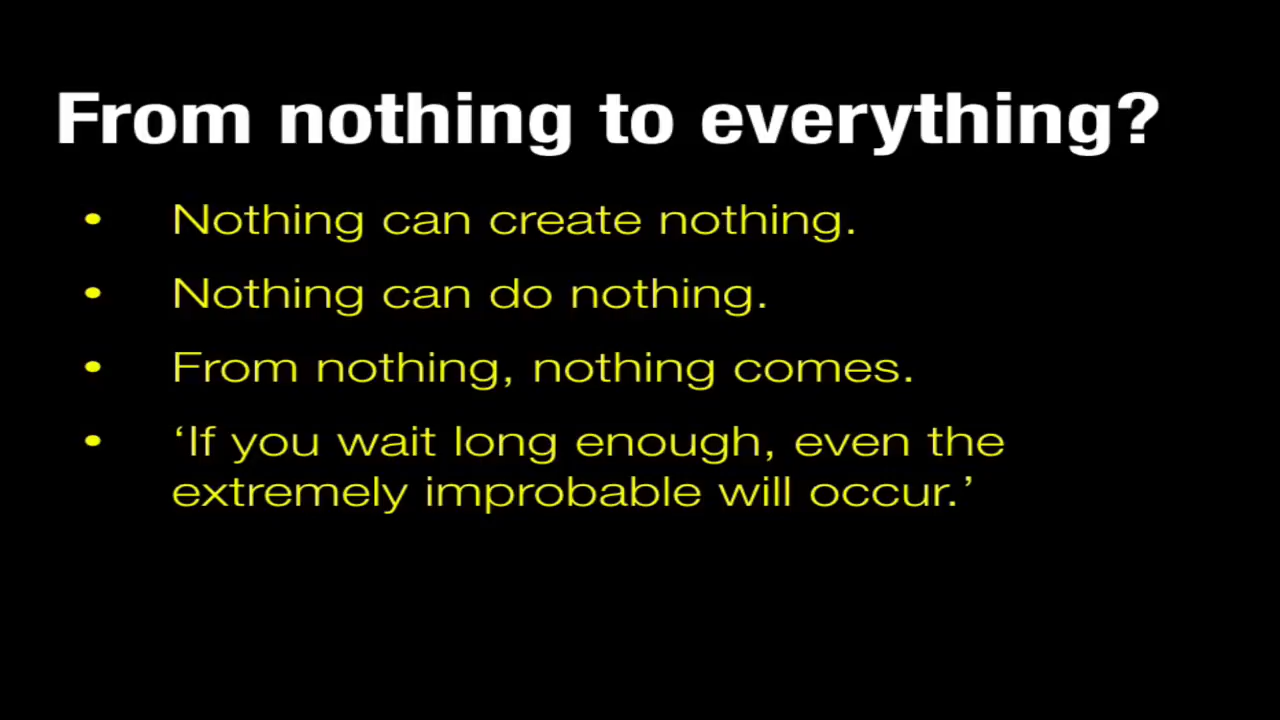 From nothing to everything?
• Nothing can create nothing.
• Nothing can do nothing.
• From nothing, nothing comes.
• ‘If you wait long enough, even the
extremely improbable will occur.’